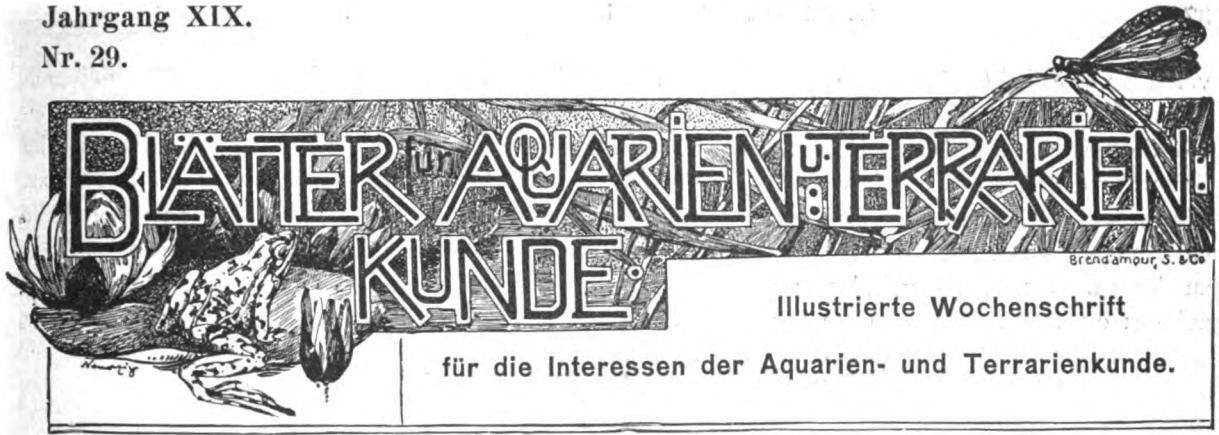 Jahrgang XIX.
Nr. 29.
BLÄTTER für AQUARIEN- u. TERRARIEN-
KUNDE.
Brend'amour, S. & Co
Illustrierte Wochenschrift
für die Interessen der Aquarien- und Terrarienkunde.